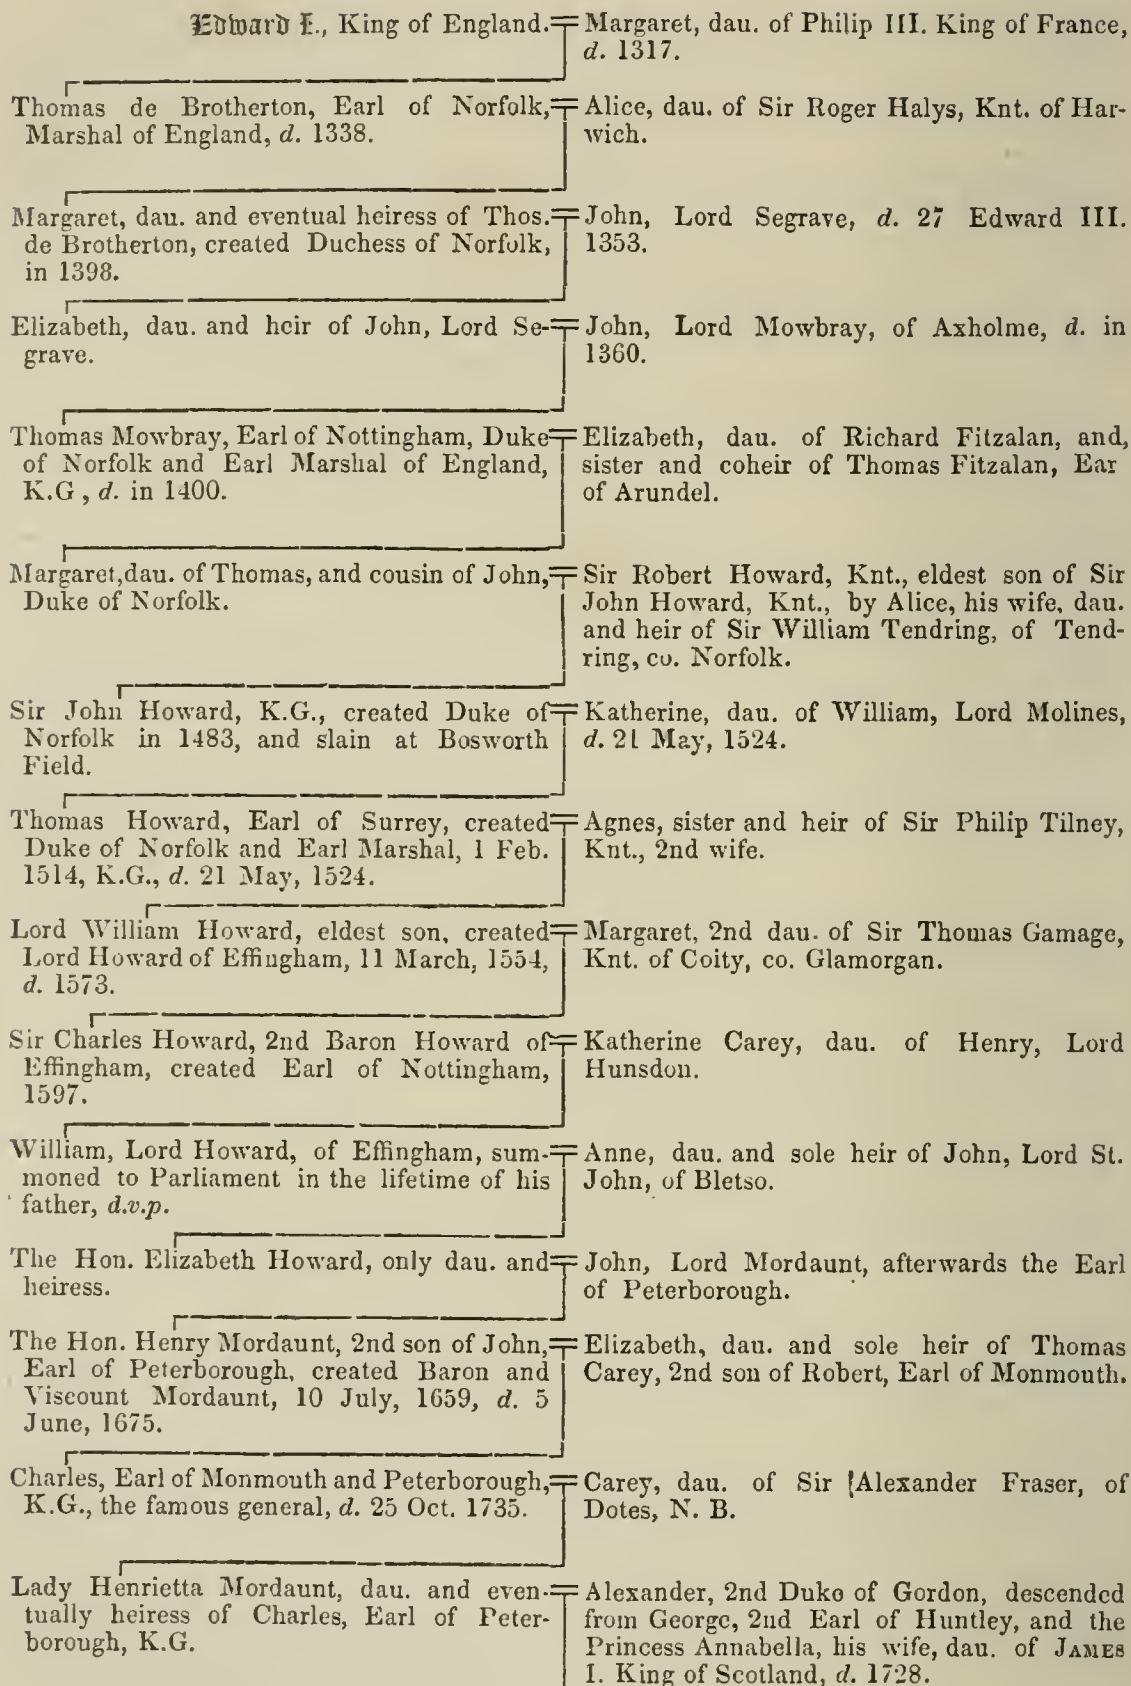 Edward I., King of England.
Margaret, dau. of Philip III. King of France,
d. 1317.
Thomas de Brotherton, Earl of Norfolk,
Marshal of England, d. 1338.
Alice, dau. of Sir Roger Halys, Knt. of Har-
wich.
Margaret, dau. and eventual heiress of Thos.
de Brotherton, created Duchess of Norfolk,
in 1398.
John, Lord Segrave, d. 27 Edward III.
1353.
Elizabeth, dau. and heir of John, Lord Se-
grave.
John, Lord Mowbray, of Axholme, d. in
1360.
Thomas Mowbray, Earl of Nottingham, Duke
of Norfolk and Earl Marshal of England,
K.G , d. in 1400.
Elizabeth, dau. of Richard Fitzalan, and,
sister and coheir of Thomas Fitzalan, Ear
of Arundel.
Margaret,dau. of Thomas, and cousin of John,
Duke of Norfolk.
Sir Robert Howard, Knt., eldest son of Sir
John Howard, Knt., by Alice, his wife, dau.
and heir of Sir William Tendring, of Tend-
ring, co. Norfolk.
Sir John Howard, K.G., created Duke of
Norfolk in 1483, and slain at Bosworth
Field.
Katherine, dau. of William, Lord Molines,
d. 21 May, 1524.
Thomas Howard, Earl of Surrey, created
Duke of Norfolk and Earl Marshal, 1 Feb.
1514, K.G., d. 21 May, 1524.
Agnes, sister and heir of Sir Philip Tilney,
Knt., 2nd wife.
Lord William Howard, eldest son, created
Lord Howard of Effingham, 11 March, 1554,
d. 1573.
Margaret, 2nd dau. of Sir Thomas Gamage,
Knt. of Coity, co. Glamorgan.
Sir Charles Howard, 2nd Baron Howard of
Effingham, created Earl of Nottingham,
1597.
Katherine Carey, dau. of Henry, Lord
Hunsdon.
William, Lord Howard, of Effingham, sum-
moned to Parliament in the lifetime of his
father, d.v.p.
Anne, dau. and sole heir of John, Lord St.
John, of Bletso.
The Hon. Elizabeth Howard, only dau. and
heiress.
John, Lord Mordaunt, afterwards the Earl
of Peterborough.
The Hon. Henry Mordaunt, 2nd son of John,
Earl of Peterborough, created Baron and
Viscount Mordaunt, 10 July, 1659, d. 5
June, 1675.
Elizabeth, dau. and sole heir of Thomas
Carey, 2nd son of Robert, Earl of Monmouth.
Charles, Earl of Monmouth and Peterborough,
K.G., the famous general, d. 25 Oct. 1735.
Carey, dau. of Sir Alexander Fraser, of
Dotes, N. B.
Lady Henrietta Mordaunt, dau. and even-
tually heiress of Charles, Earl of Peter-
borough, K.G.
Alexander, 2nd Duke of Gordon, descended
from George, 2nd Earl of Huntley, and the
Princess Annabella, his wife, dau. of JAMES
I. King of Scotland, d. 1728.